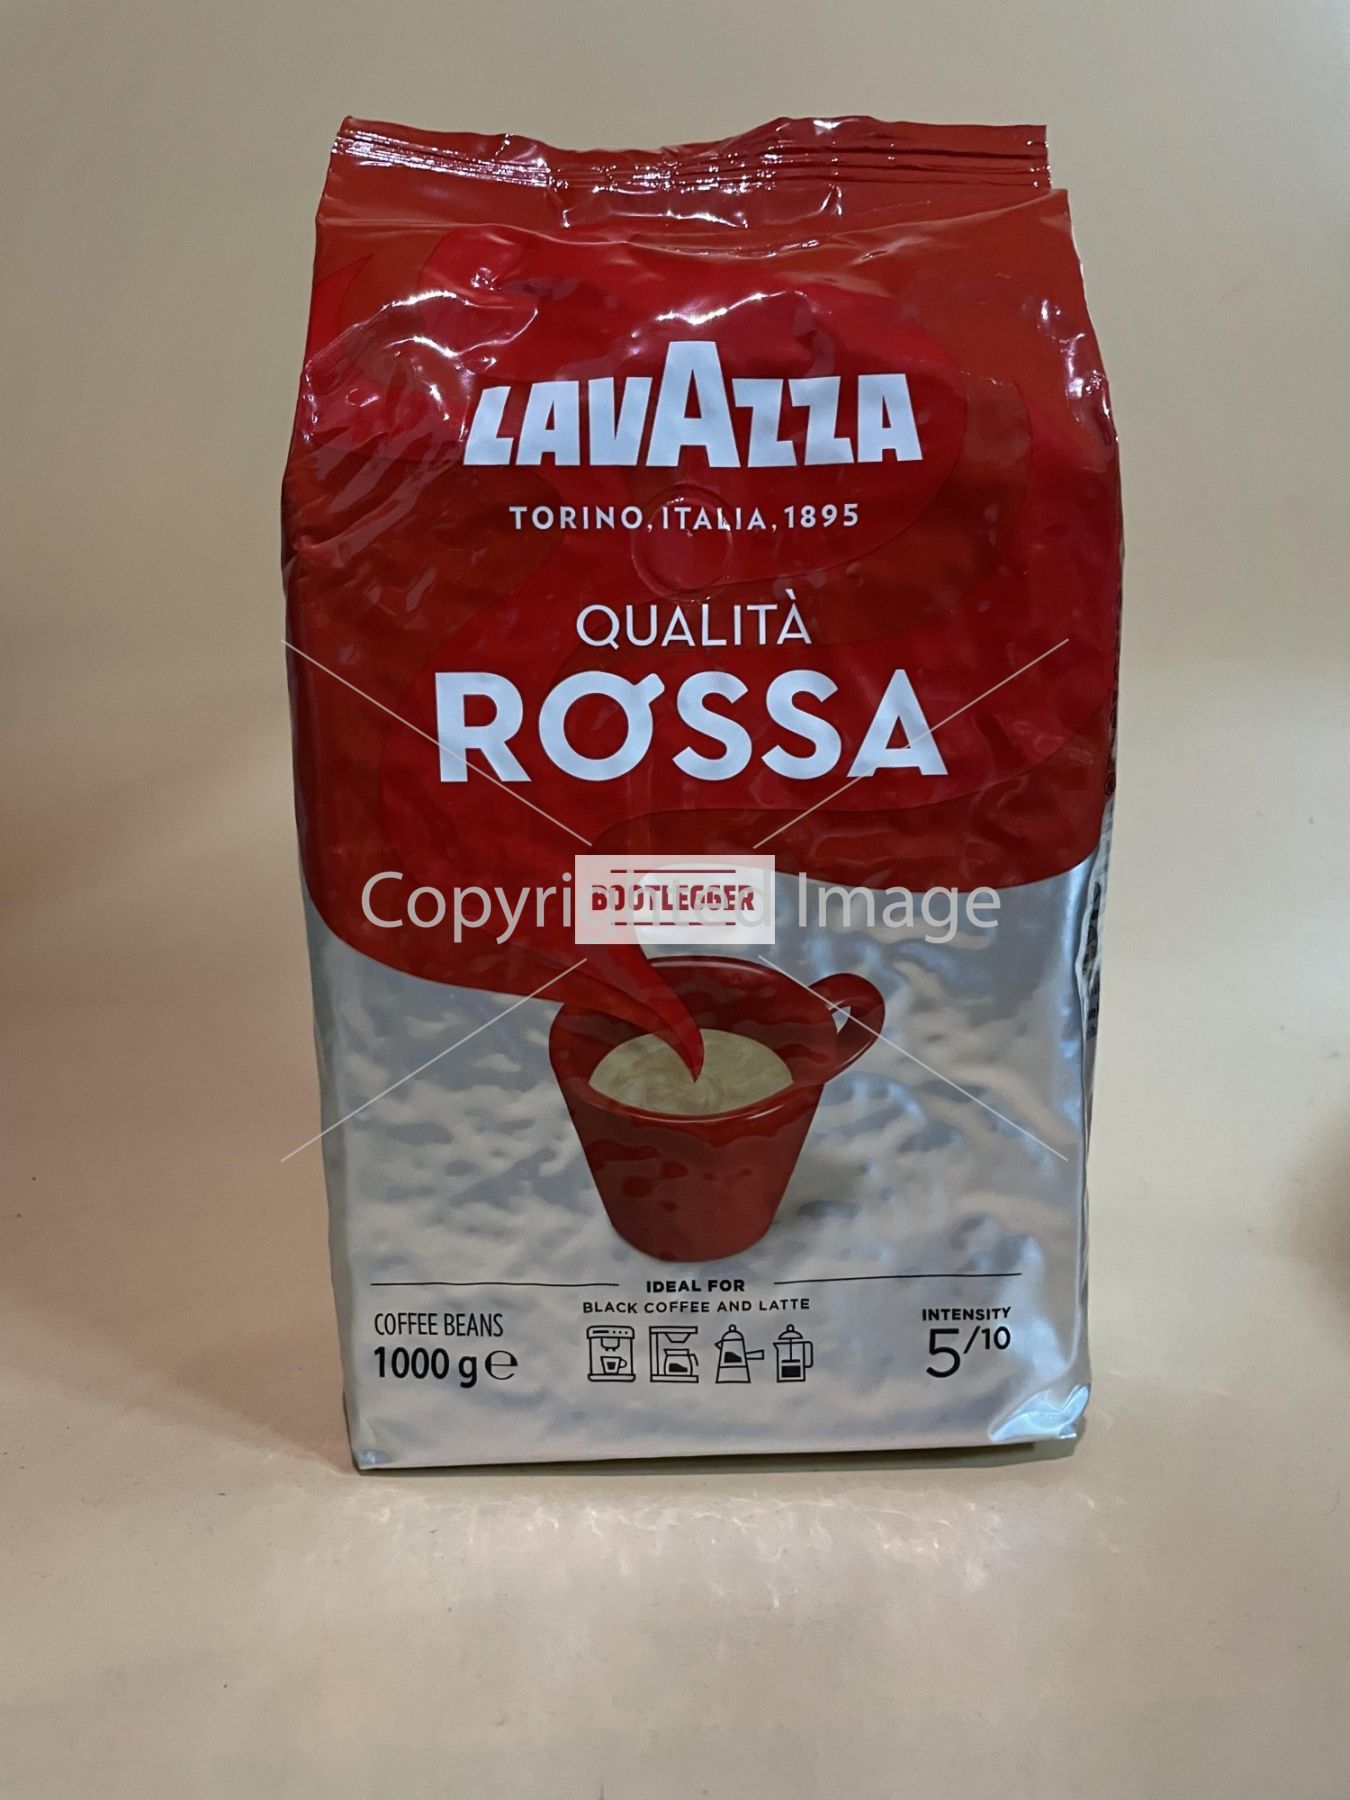 LAVAZZA
TORINO, ITALIA, 1895
QUALITÀ
ROSSA
Copyrighted Image
BOOTLEGGER
IDEAL FOR
BLACK COFFEE AND LATTE
COFFEE BEANS
1000 g ℮
INTENSITY
5/10